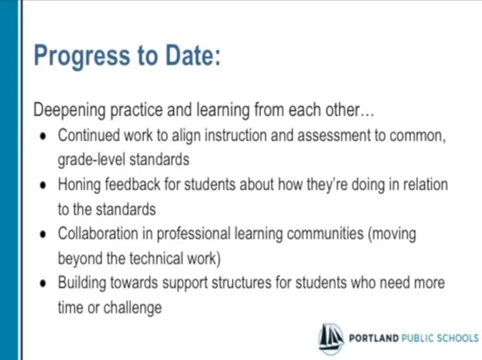 Progress to Date:
Deepening practice and learning from each other…
● Continued work to align instruction and assessment to common,
grade-level standards
● Honing feedback for students about how they're doing in relation
to the standards
● Collaboration in professional learning communities (moving
beyond the technical work)
● Building towards support structures for students who need more
time or challenge
PORTLAND PUBLIC SCHOOLS